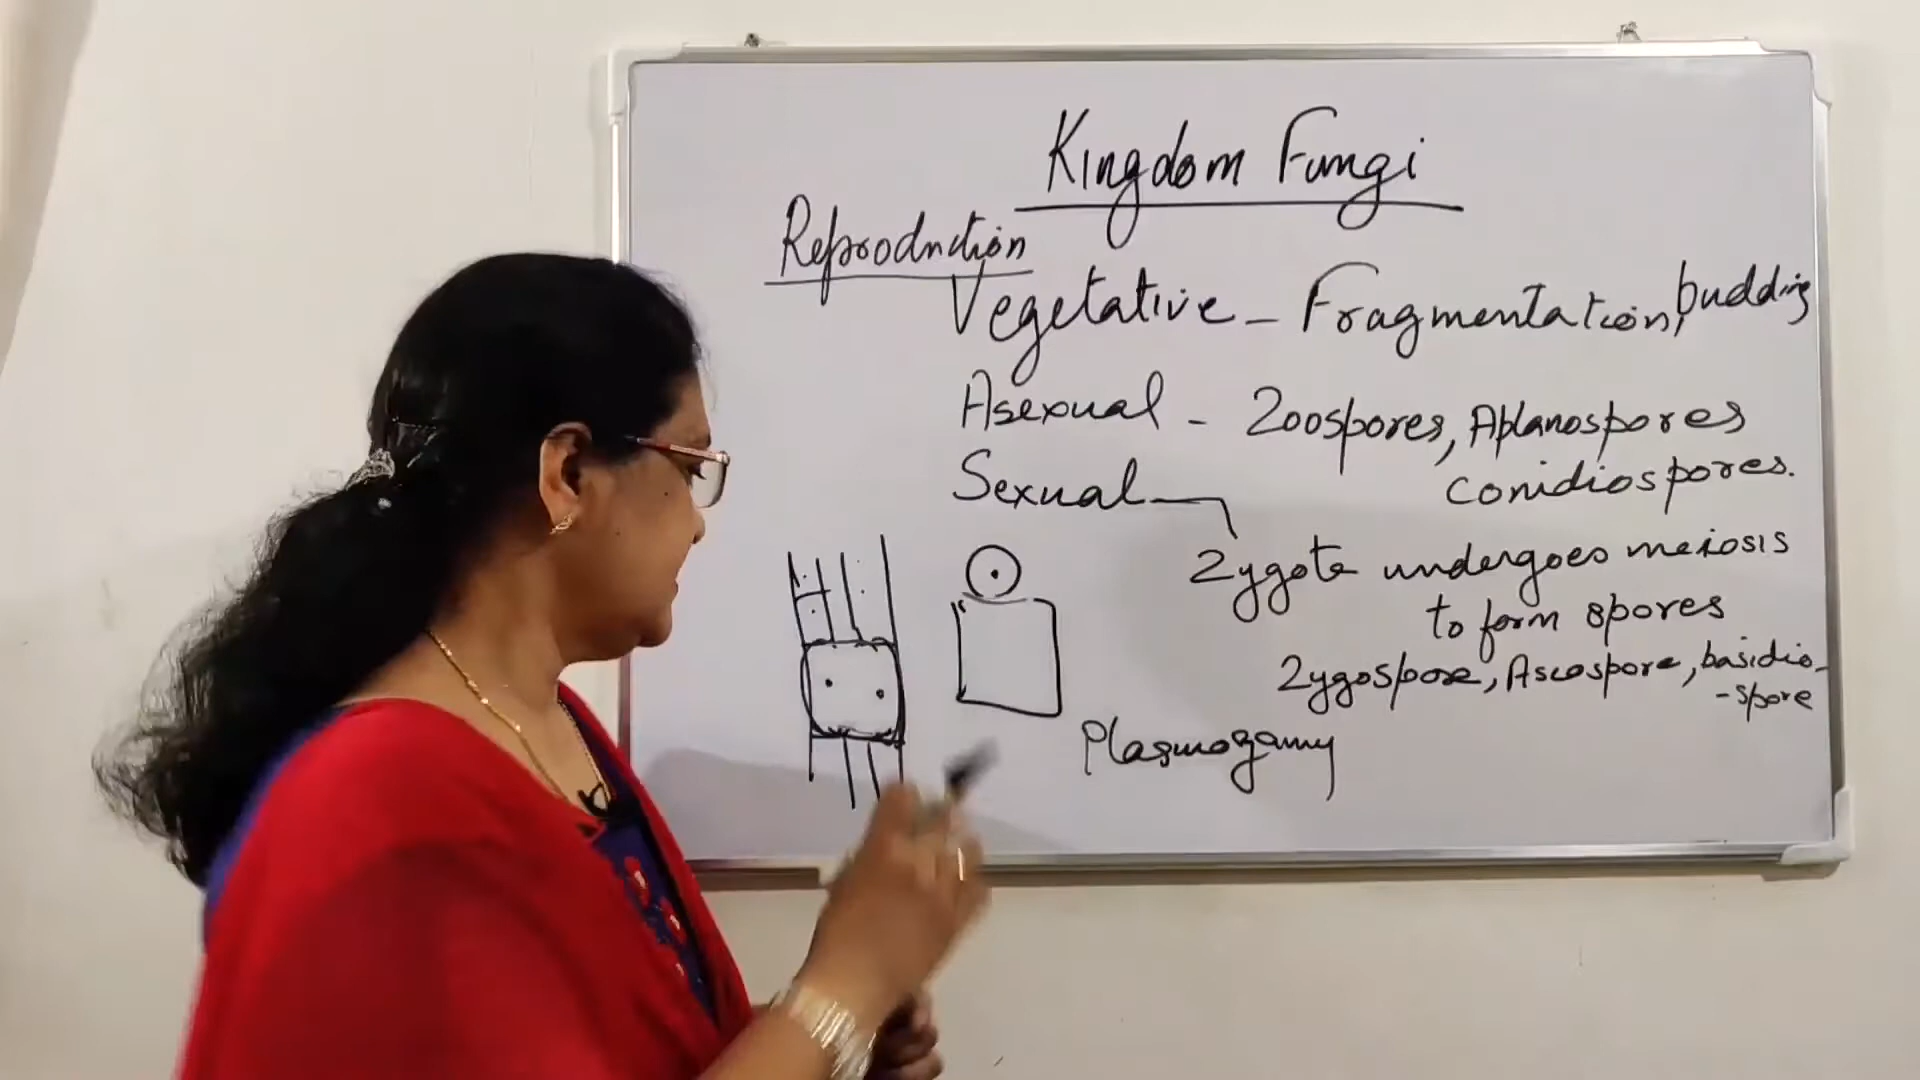 Kingdom Fungi
Reproduction
Vegetative - Fragmentation, budding
Asexual - Zoospores, Aplanospores
conidiospores.
Sexual
Zygote undergoes meiosis
to form spores
Zygospore, Ascospore, basidio-
-spore
Plasmogamy